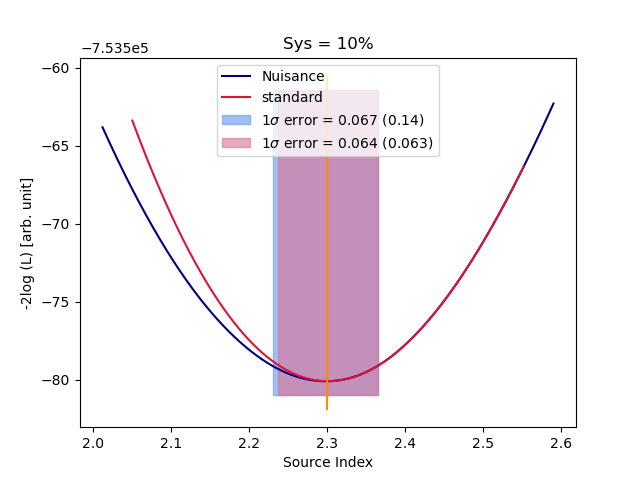 Sys = 10%
−7.535e5
Nuisance
standard
1σ error = 0.067 (0.14)
1σ error = 0.064 (0.063)
-2log (L) [arb. unit]
−60
−65
−70
−75
−80
2.0 2.1 2.2 2.3 2.4 2.5 2.6
Source Index